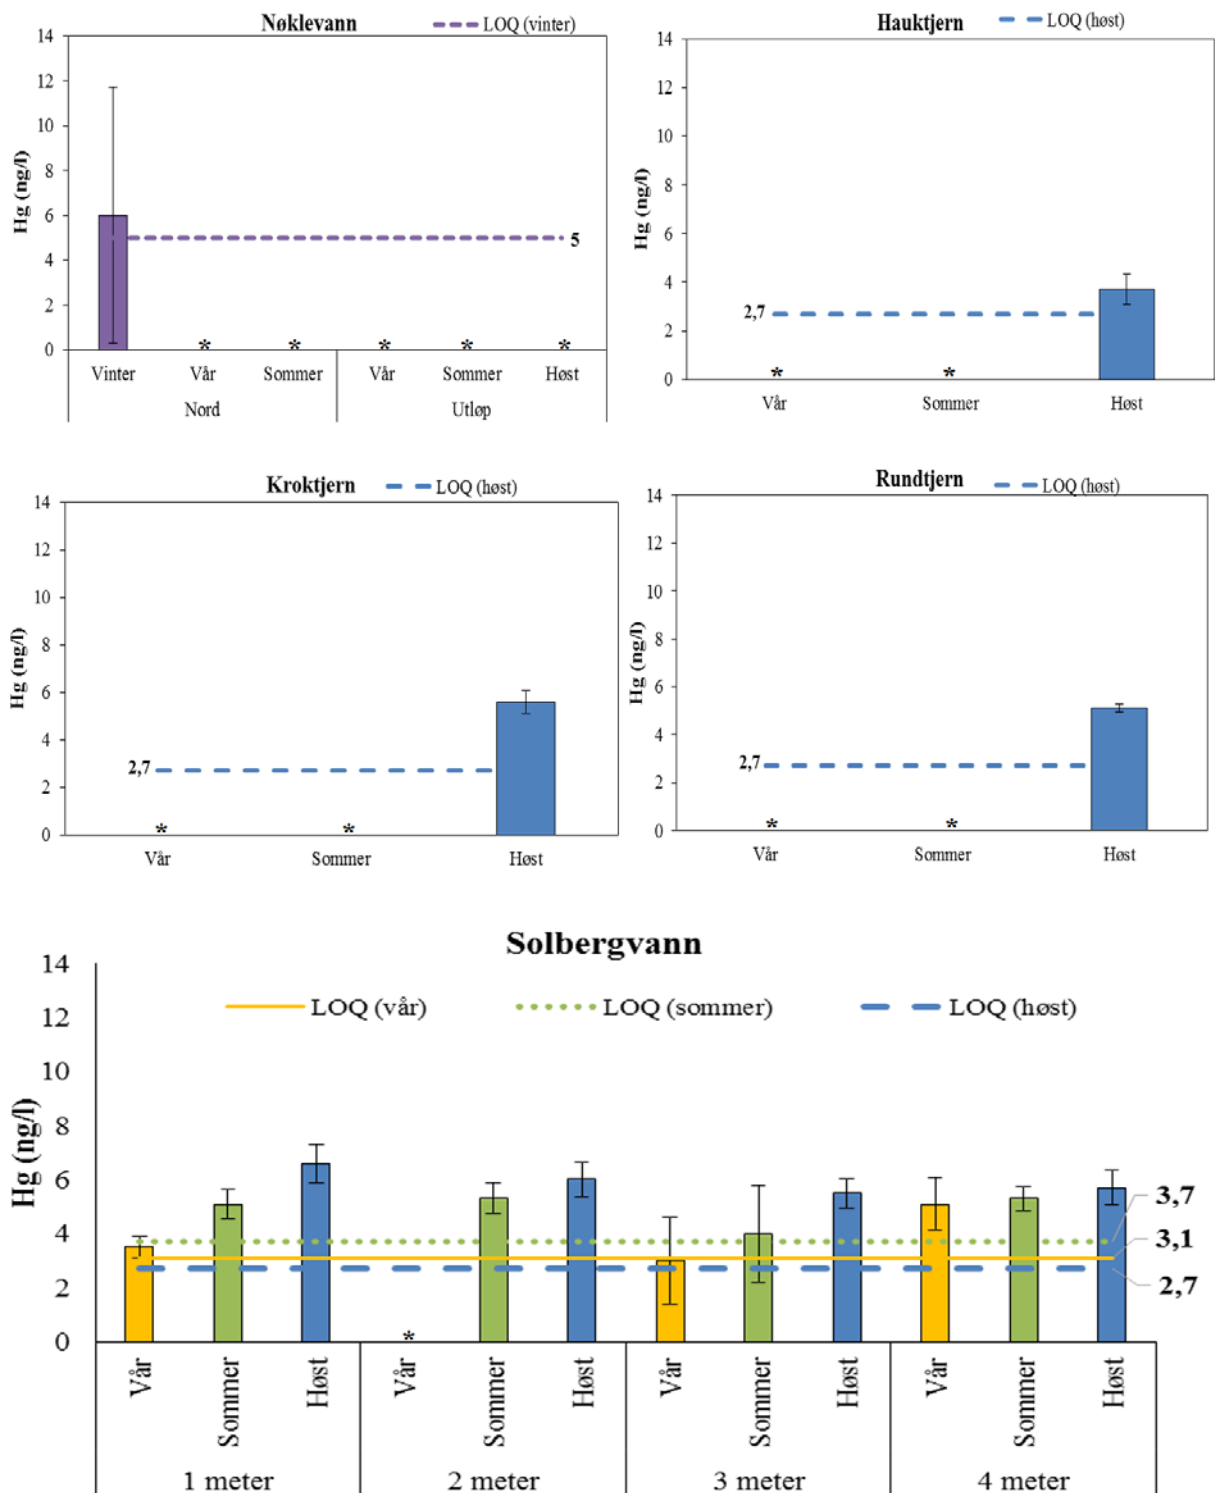 Nøklevann
LOQ (vinter)
14
12
10
8
6
4
2
0
Hg (ng/l)
5
* * * * *
Vinter Vår Sommer Vår Sommer Høst
Nord Utløp
Hauktjern
LOQ (høst)
14
12
10
8
6
4
2
0
Hg (ng/l)
2,7
* *
Vår Sommer Høst
Kroktjern
LOQ (høst)
14
12
10
8
6
4
2
0
Hg (ng/l)
2,7
* *
Vår Sommer Høst
Rundtjern
LOQ (høst)
14
12
10
8
6
4
2
0
Hg (ng/l)
2,7
* *
Vår Sommer Høst
Solbergvann
LOQ (vår) LOQ (sommer) LOQ (høst)
14
12
10
8
6
4
2
0
Hg (ng/l)
3,7
3,1
2,7
*
Vår Sommer Høst Vår Sommer Høst Vår Sommer Høst Vår Sommer Høst
1 meter 2 meter 3 meter 4 meter